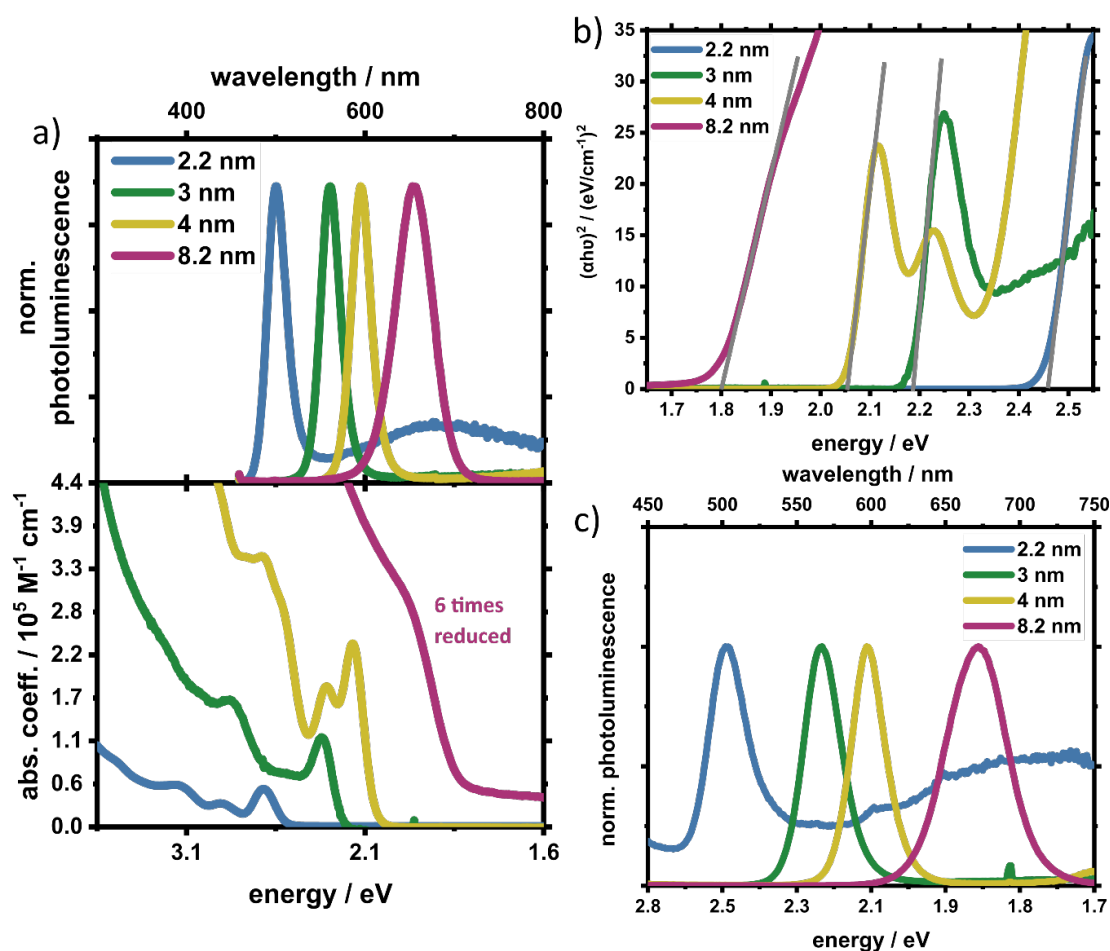 a)
wavelength / nm
400 600 800
2.2 nm
3 nm
4 nm
8.2 nm
norm.
photoluminescence
4.4
3.9
3.3
2.8
2.2
1.7
1.1
0.6
0.0
abs. coeff. / 10⁵ M⁻¹ cm⁻¹
6 times
reduced
3.1 2.1 1.6
energy / eV
b)
35
30
25
20
15
10
5
0
(αhυ)² / (eV/cm⁻¹)²
2.2 nm
3 nm
4 nm
8.2 nm
1.7 1.8 1.9 2.0 2.1 2.2 2.3 2.4 2.5
energy / eV
c)
wavelength / nm
450 500 550 600 650 700 750
2.2 nm
3 nm
4 nm
8.2 nm
norm. photoluminescence
2.8 2.5 2.3 2.1 1.9 1.8 1.7
energy / eV